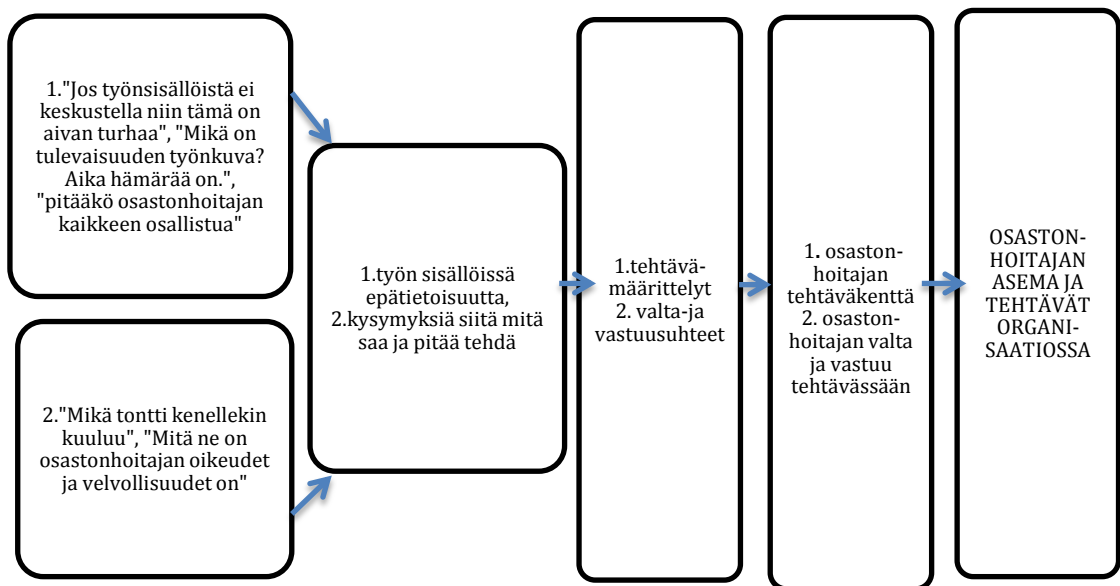 1."Jos työnsisällöistä ei
keskustella niin tämä on
aivan turhaa", "Mikä on
tulevaisuuden työnkuva?
Aika hämärää on.",
"pitääkö osastonhoitajan
kaikkeen osallistua"
2."Mikä tontti kenellekin
kuuluu", "Mitä ne on
osastonhoitajan oikeudet
ja velvollisuudet on"
1.työn sisällöissä
epätietoisuutta,
2.kysymyksiä siitä mitä
saa ja pitää tehdä
1.tehtävä-
määrittelyt
2. valta-ja
vastuusuhteet
1. osaston-
hoitajan
tehtäväkenttä
2. osaston-
hoitajan valta
ja vastuu
tehtävässään
OSASTON-
HOITAJAN
ASEMA JA
TEHTÄVÄT
ORGANI-
SAATIOSSA